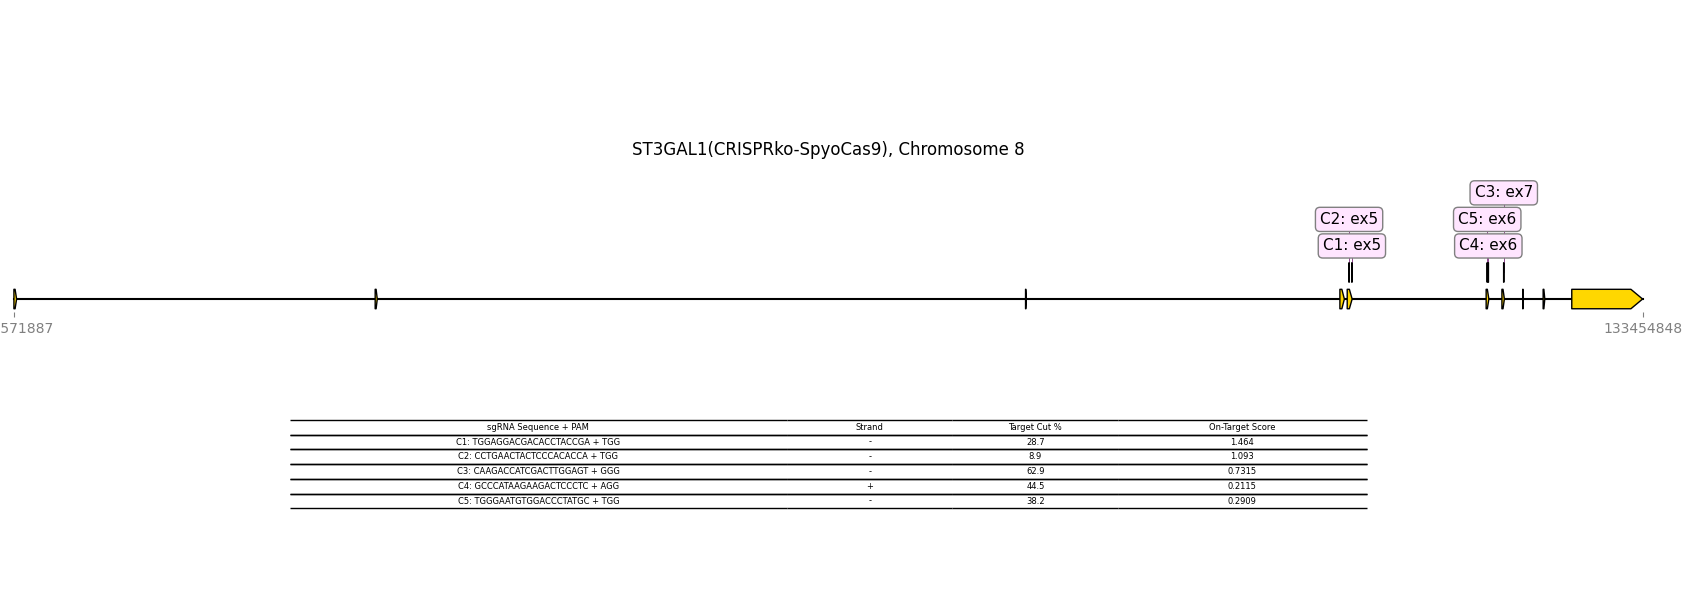 ST3GAL1(CRISPRko-SpyoCas9), Chromosome 8
C3: ex7
C2: ex5
C5: ex6
C1: ex5
C4: ex6
571887
133454848
sgRNA Sequence + PAM Strand Target Cut % On-Target Score
C1: TGGAGGACGACACCTACCGA + TGG - 28.7 1.464
C2: CCTGAACTACTCCCACACCA + TGG - 8.9 1.093
C3: CAAGACCATCGACTTGGAGT + GGG - 62.9 0.7315
C4: GCCCATAAGAAGACTCCCTC + AGG + 44.5 0.2115
C5: TGGGAATGTGGACCCTATGC + TGG - 38.2 0.2909